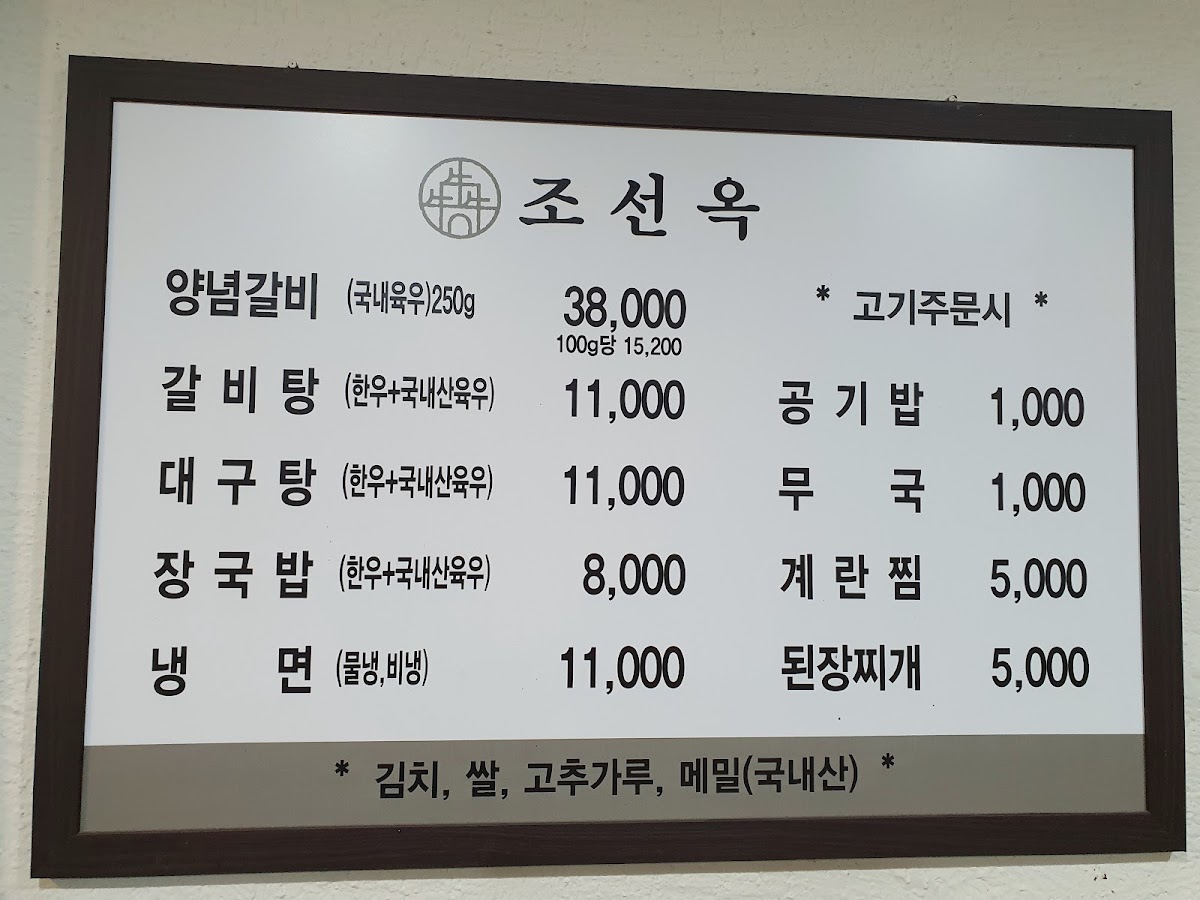 조선옥
양념갈비 (국내육우)250g 38,000
100g당 15,200
갈비탕 (한우+국내산육우) 11,000
대구탕 (한우+국내산육우) 11,000
장국밥 (한우+국내산육우) 8,000
냉면 (물냉,비냉) 11,000
* 고기주문시 *
공기밥 1,000
무국 1,000
계란찜 5,000
된장찌개 5,000
* 김치, 쌀, 고추가루, 메밀(국내산) *